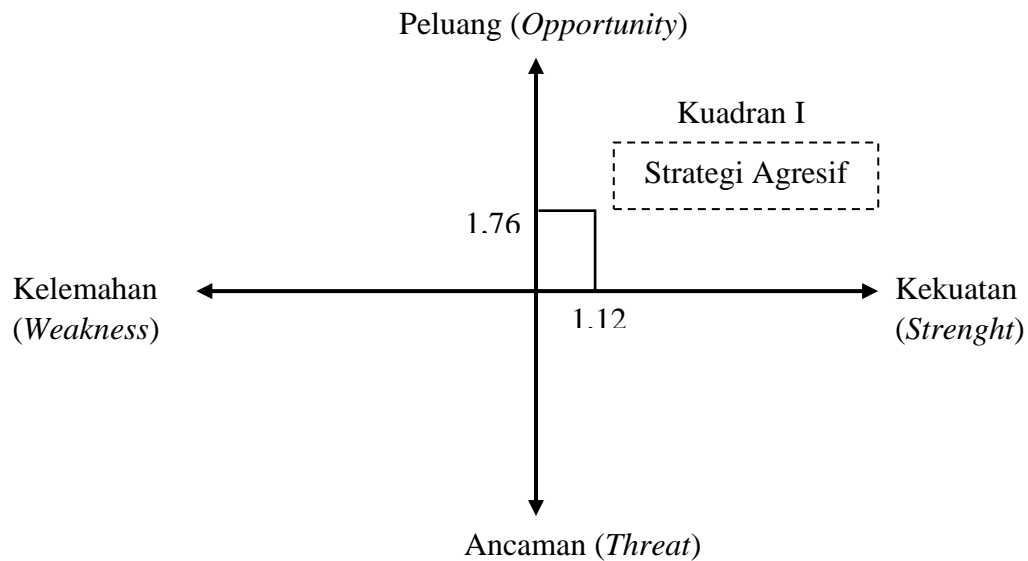 Peluang (Opportunity)
Kuadran I
Strategi Agresif
1.76
Kelemahan
(Weakness)
Kekuatan
(Strenght)
1.12
Ancaman (Threat)